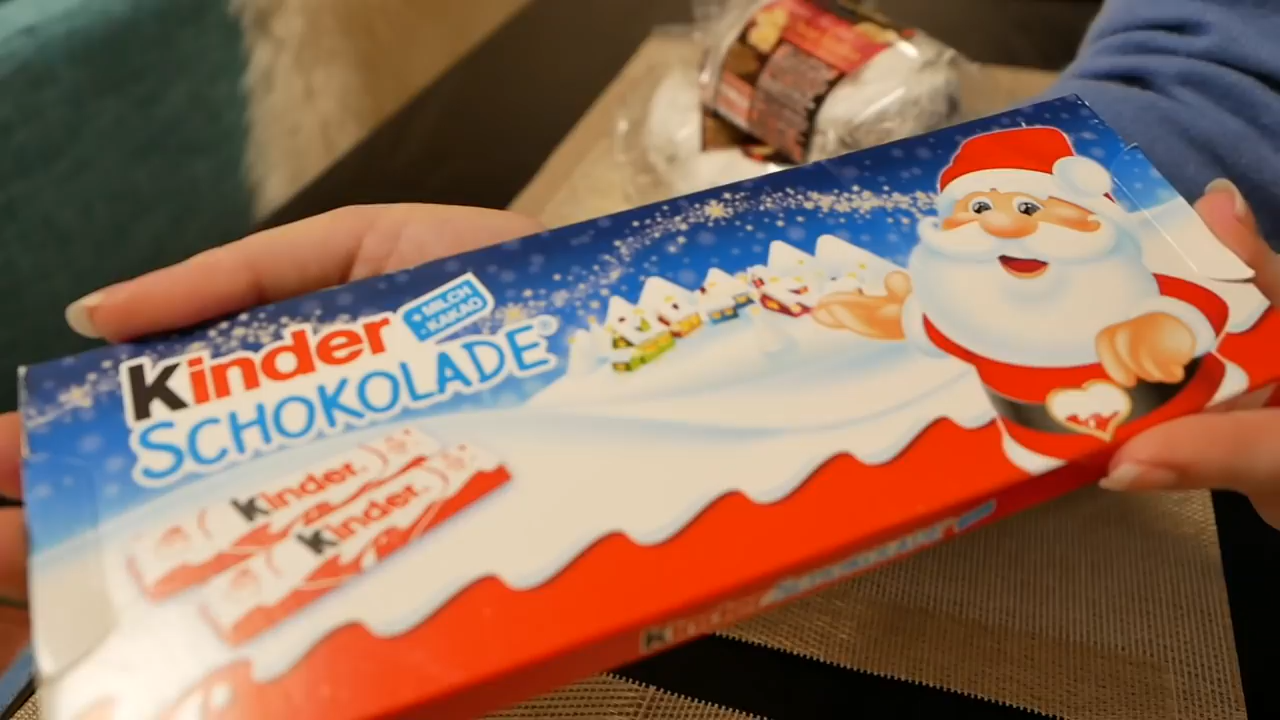 Kinder
+ MILCH
- KAKAO
SCHOKOLADE®
kinder
kinder